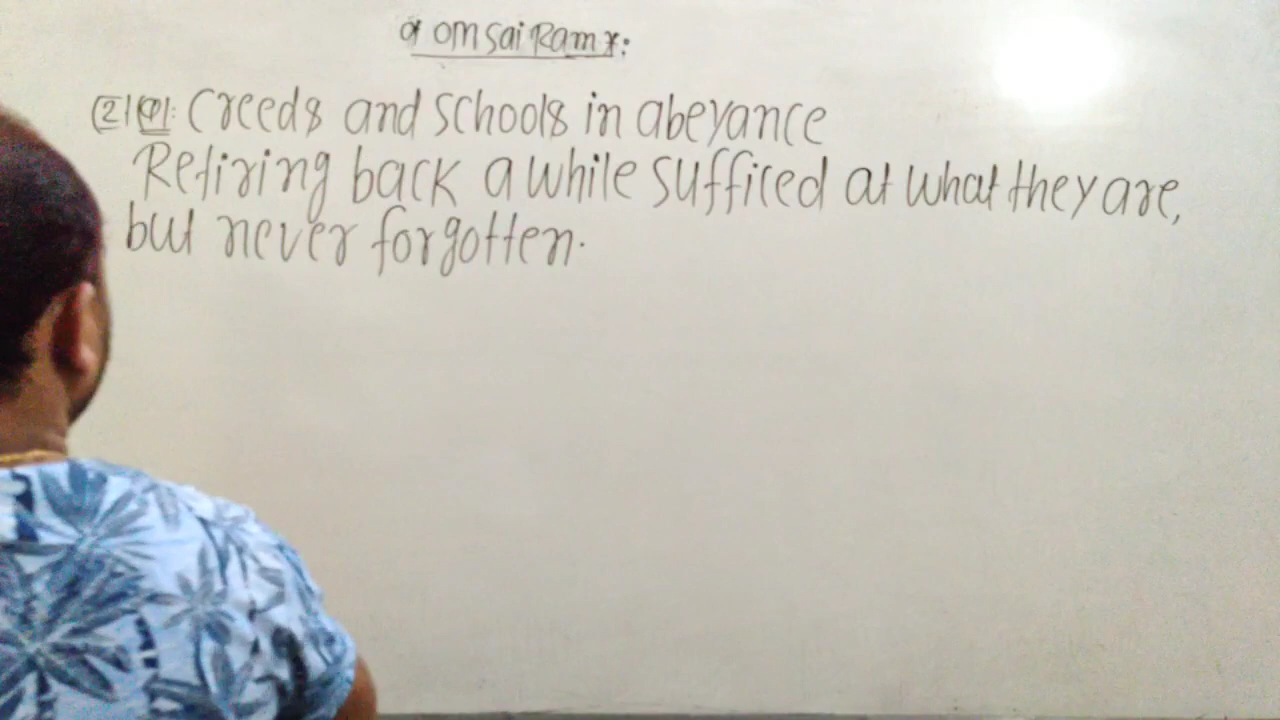 * om sai Ram *:
(2)(Q): Creeds and schools in abeyance
Retiring back a while sufficed at what they are,
but never forgotten.